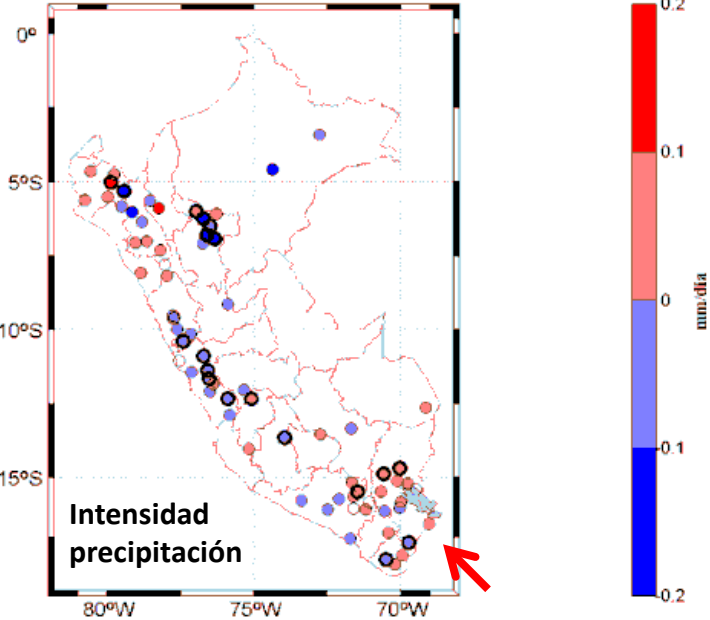 0º
5ºS
10ºS
15ºS
80ºW
75ºW
70ºW
Intensidad
precipitación
0.2
0.1
0
-0.1
-0.2
mm/dia